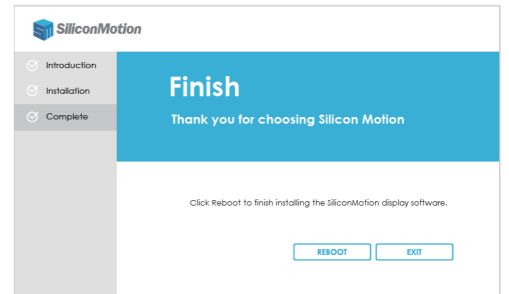 SiliconMotion
Introduction
Installation
Complete
Finish
Thank you for choosing Silicon Motion
Click Reboot to finish installing the SiliconMotion display software.
REBOOT
EXIT